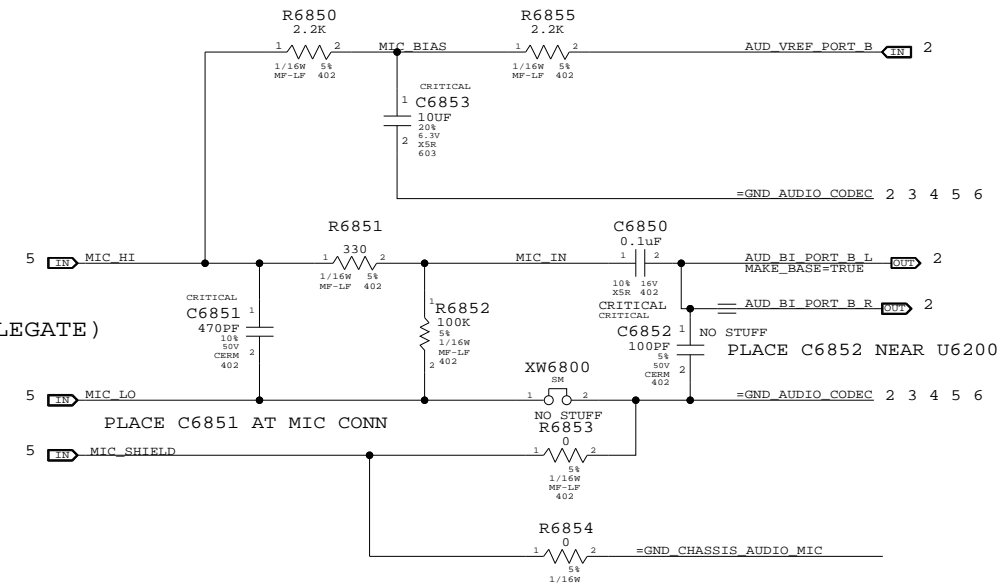 R6850
2.2K
1 2
1/16W 5%
MF-LF 402
MIC_BIAS
R6855
2.2K
1 2
1/16W 5%
MF-LF 402
AUD_VREF_PORT_B
IN 2
CRITICAL
1
C6853
10UF
20%
6.3V
X5R
603
2
=GND_AUDIO_CODEC 2 3 4 5 6
5 IN MIC_HI
R6851
330
1 2
1/16W 5%
MF-LF 402
MIC_IN
C6850
0.1uF
1 2
10% 16V
X5R 402
CRITICAL
AUD_BI_PORT_B_L
MAKE_BASE=TRUE
OUT 2
AUD_BI_PORT_B_R
OUT 2
CRITICAL
C6851
470PF
10%
50V
CERM
402
1
2
LEGATE)
1
R6852
100K
5%
1/16W
MF-LF
402
2
CRITICAL
C6852
100PF
5%
50V
CERM
402
1
2
NO STUFF
PLACE C6852 NEAR U6200
5 IN MIC_LO
PLACE C6851 AT MIC CONN
XW6800
SM
1 2
=GND_AUDIO_CODEC 2 3 4 5 6
5 IN MIC_SHIELD
NO STUFF
R6853
0
1 2
5%
1/16W
MF-LF
402
R6854
0
1 2
5%
1/16W
=GND_CHASSIS_AUDIO_MIC